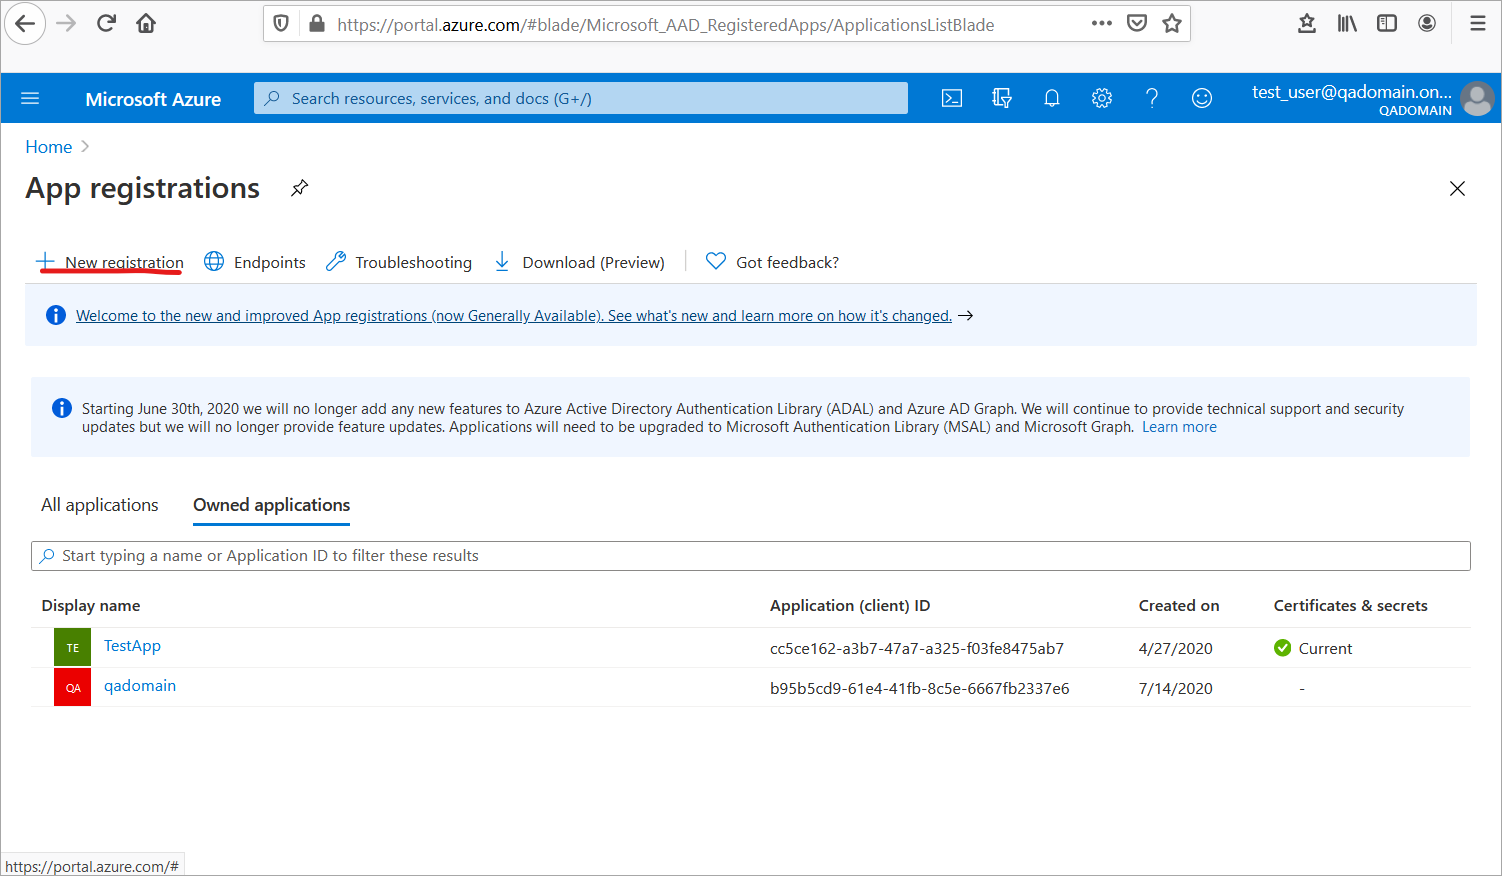 https://portal.azure.com/#blade/Microsoft_AAD_RegisteredApps/ApplicationsListBlade
Microsoft Azure
Search resources, services, and docs (G+/)
test_user@qadomain.on...
QADOMAIN
Home
App registrations
New registration
Endpoints
Troubleshooting
Download (Preview)
Got feedback?
Welcome to the new and improved App registrations (now Generally Available). See what's new and learn more on how it's changed. →
Starting June 30th, 2020 we will no longer add any new features to Azure Active Directory Authentication Library (ADAL) and Azure AD Graph. We will continue to provide technical support and security
updates but we will no longer provide feature updates. Applications will need to be upgraded to Microsoft Authentication Library (MSAL) and Microsoft Graph. Learn more
All applications
Owned applications
Start typing a name or Application ID to filter these results
Display name Application (client) ID Created on Certificates & secrets
TE TestApp cc5ce162-a3b7-47a7-a325-f03fe8475ab7 4/27/2020 Current
QA qadomain b95b5cd9-61e4-41fb-8c5e-6667fb2337e6 7/14/2020 -
https://portal.azure.com/#